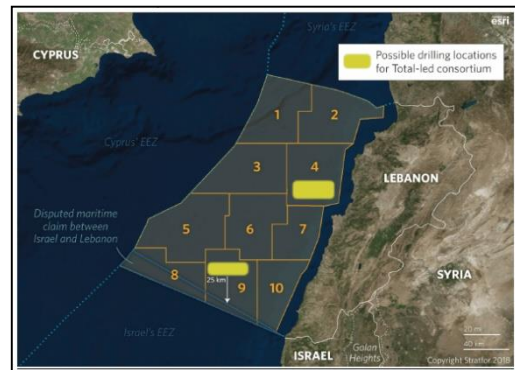 esri
Syria's EEZ
CYPRUS
Possible drilling locations
for Total-led consortium
1
2
Cyprus' EEZ
3
4
LEBANON
Disputed maritime
claim between
Israel and Lebanon
5
6
7
SYRIA
8
25 km
9
10
Israel's EEZ
20 mi
40 km
ISRAEL
Golan
Heights
Copyright Stratfor 2018